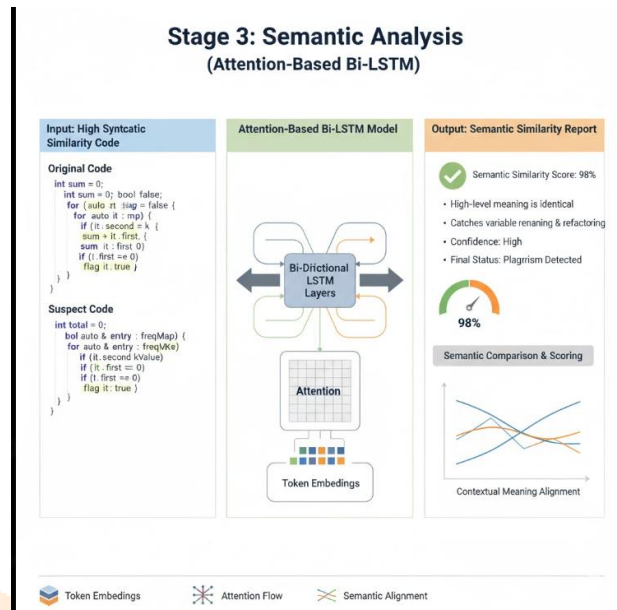 Stage 3: Semantic Analysis
(Attention-Based Bi-LSTM)
Input: High Syntcatic
Similarity Code
Original Code
int sum = 0;
int sum = 0; bool false;
for (aulo = false {
for auto it : mp) {
if (it. second = k {
sum + it. first, {
sum it : first 0)
if (!. first =e 0)
flag it: true }
}
}
}
Suspect Code
int total = 0;
bol auto & entry : freqMap) {
for auto & entry : freqVKe)
if (it. second kValue)
if (it . first == 0)
if (!. first =e 0)
flag it: true )
}
}
}
Attention-Based Bi-LSTM Model
Bi-Diictional
LSTM
Layers
Attention
Token Embedings
Output: Semantic Similarity Report
Semantic Similarity Score: 98%
• High-level meaning is identical
• Catches variable renaning & refactoring
• Confidence: High
• Final Status: Plagrrism Detected
98%
Semantic Comparison & Scoring
Contextual Meaning Alignment
Token Embedings
Attention Flow
Semantic Alignment